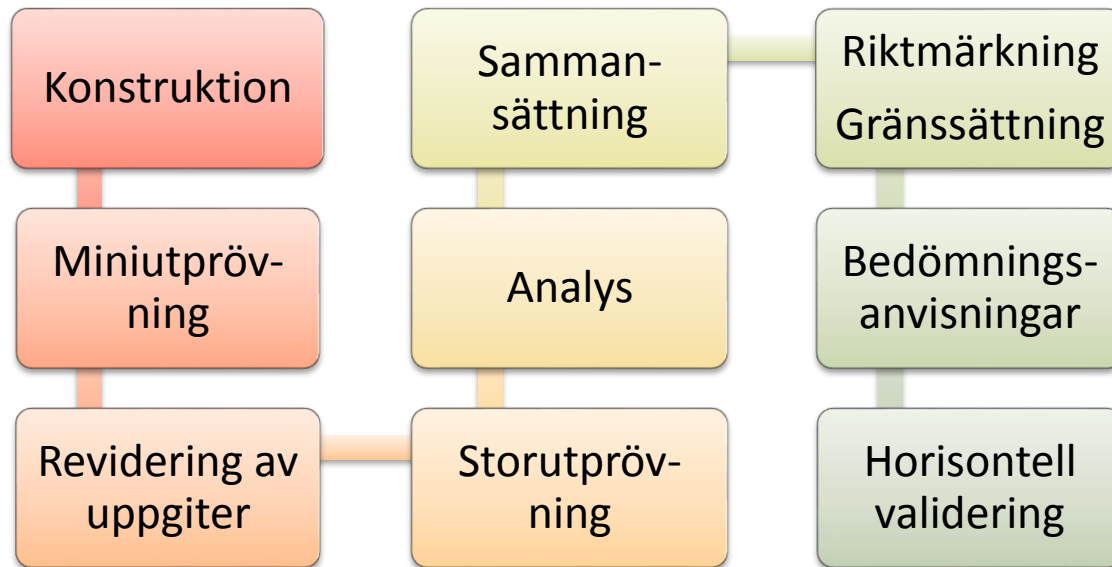 Konstruktion
Miniutpröv-
ning
Revidering av
uppgiter
Storutpröv-
ning
Analys
Samman-
sättning
Riktmärkning
Gränssättning
Bedömnings-
anvisningar
Horisontell
validering